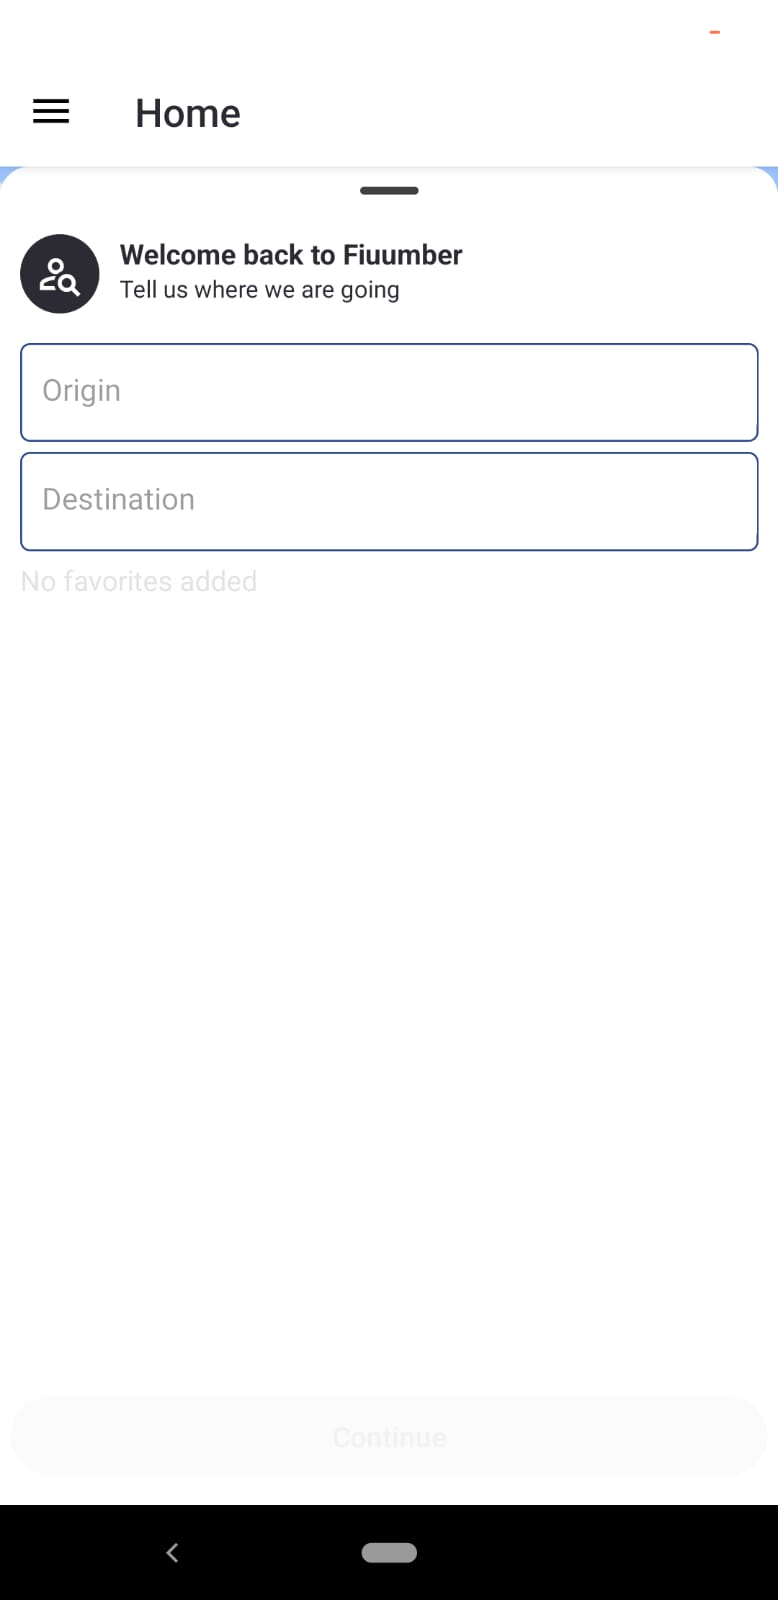 Home
Welcome back to Fiuumber
Tell us where we are going
Origin
Destination
No favorites added
Continue